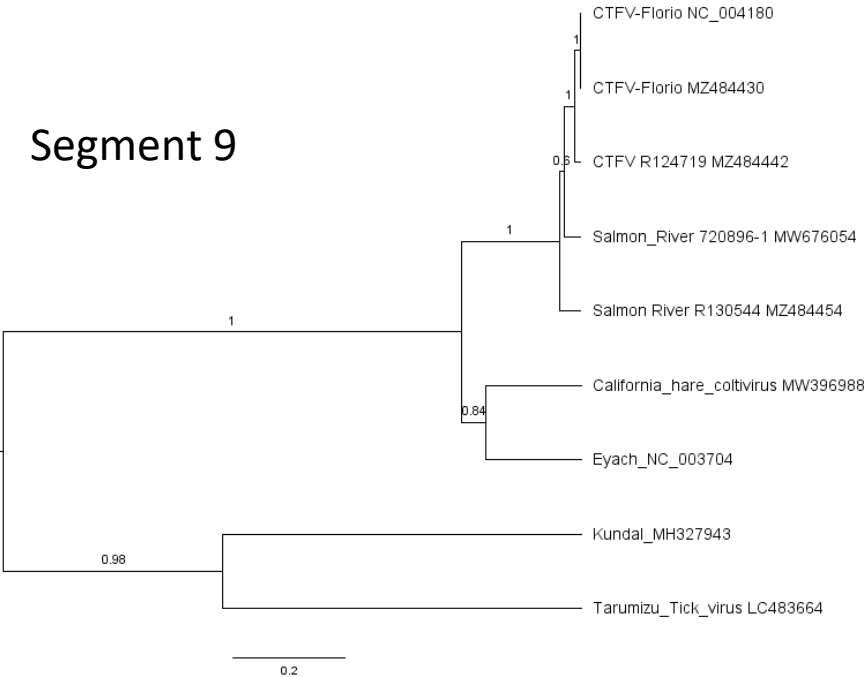 CTFV-Florio NC_004180
1
CTFV-Florio MZ484430
1
Segment 9
CTFV R124719 MZ484442
0.6
Salmon_River 720896-1 MW676054
1
Salmon River R130544 MZ484454
1
California_hare_coltivirus MW396988
0.84
Eyach_NC_003704
Kundal_MH327943
0.98
Tarumizu_Tick_virus LC483664
0.2